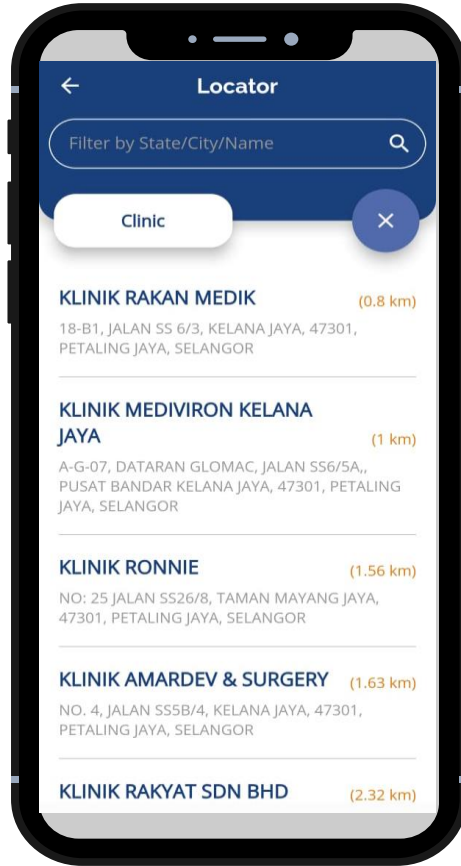 Locator
Filter by State/City/Name
Clinic
KLINIK RAKAN MEDIK
(0.8 km)
18-B1, JALAN SS 6/3, KELANA JAYA, 47301,
PETALING JAYA, SELANGOR
KLINIK MEDIVIRON KELANA
JAYA
(1 km)
A-G-07, DATARAN GLOMAC, JALAN SS6/5A,,
PUSAT BANDAR KELANA JAYA, 47301, PETALING
JAYA, SELANGOR
KLINIK RONNIE
(1.56 km)
NO: 25 JALAN SS26/8, TAMAN MAYANG JAYA,
47301, PETALING JAYA, SELANGOR
KLINIK AMARDEV & SURGERY
(1.63 km)
NO. 4, JALAN SS5B/4, KELANA JAYA, 47301,
PETALING JAYA, SELANGOR
KLINIK RAKYAT SDN BHD
(2.32 km)